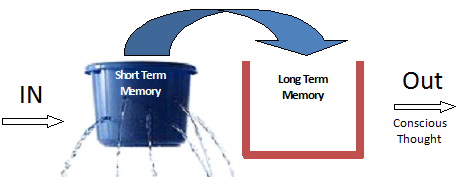 IN
Short Term
Memory
Long Term
Memory
Out
Conscious
Thought